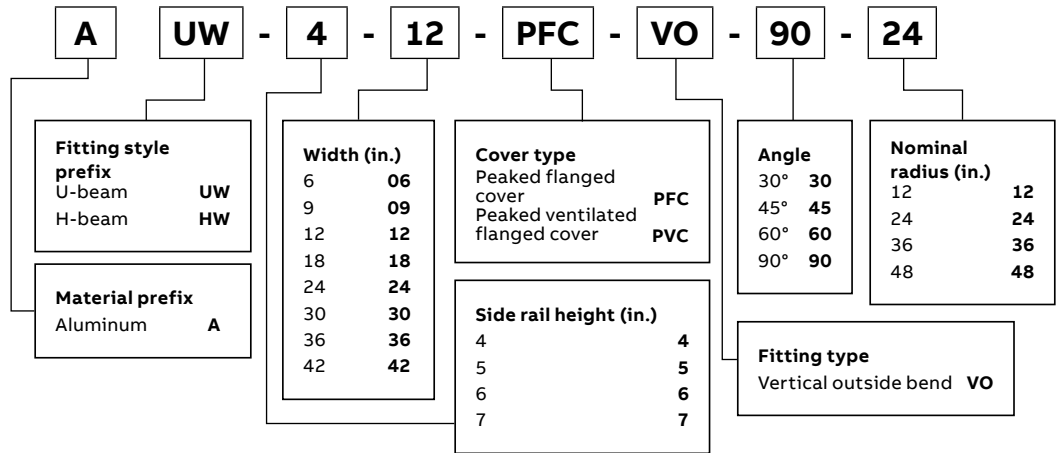 A UW - 4 - 12 - PFC - VO - 90 - 24
Fitting style
prefix
U-beam UW
H-beam HW
Material prefix
Aluminum A
Width (in.)
6 06
9 09
12 12
18 18
24 24
30 30
36 36
42 42
Cover type
Peaked flanged
cover PFC
Peaked ventilated
flanged cover PVC
Side rail height (in.)
4 4
5 5
6 6
7 7
Angle
30° 30
45° 45
60° 60
90° 90
Nominal
radius (in.)
12 12
24 24
36 36
48 48
Fitting type
Vertical outside bend VO